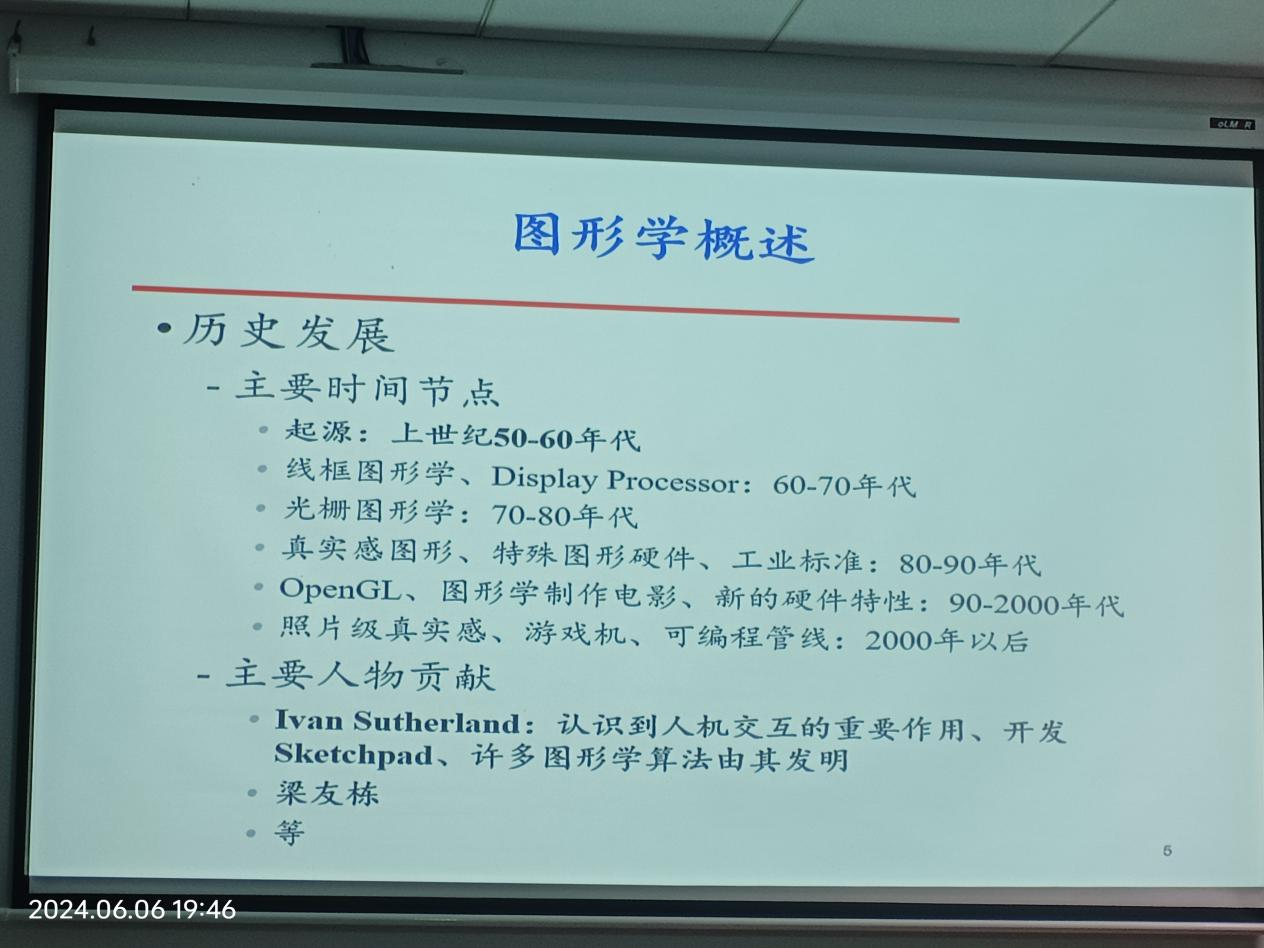 图形学概述
• 历史发展
– 主要时间节点
• 起源：上世纪50-60年代
• 线框图形学、Display Processor：60-70年代
• 光栅图形学：70-80年代
• 真实感图形、特殊图形硬件、工业标准：80-90年代
• OpenGL、图形学制作电影、新的硬件特性：90-2000年代
• 照片级真实感、游戏机、可编程管线：2000年以后
– 主要人物贡献
• Ivan Sutherland：认识到人机交互的重要作用、开发
Sketchpad、许多图形学算法由其发明
• 梁友栋
• 等
5
2024.06.06 19:46